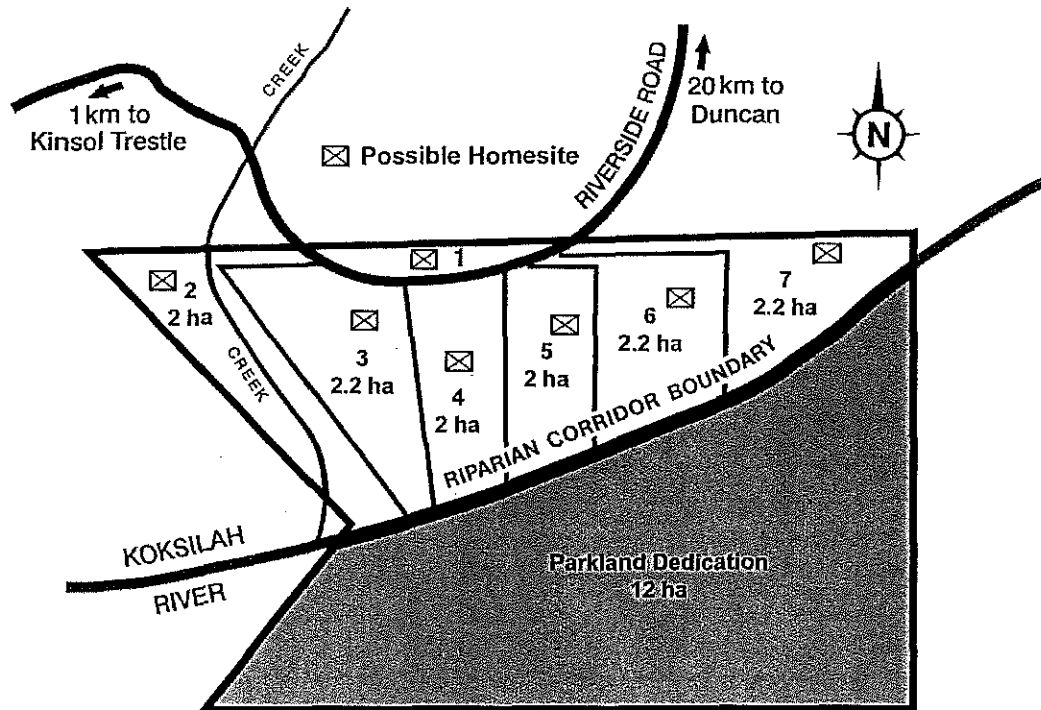 CREEK
1 km to
Kinsol Trestle
Possible Homesite
RIVERSIDE ROAD
20 km to
Duncan
N
1
2
2 ha
CREEK
3
2.2 ha
4
2 ha
5
2 ha
6
2.2 ha
7
2.2 ha
RIPARIAN CORRIDOR BOUNDARY
KOKSILAH
RIVER
Parkland Dedication
12 ha